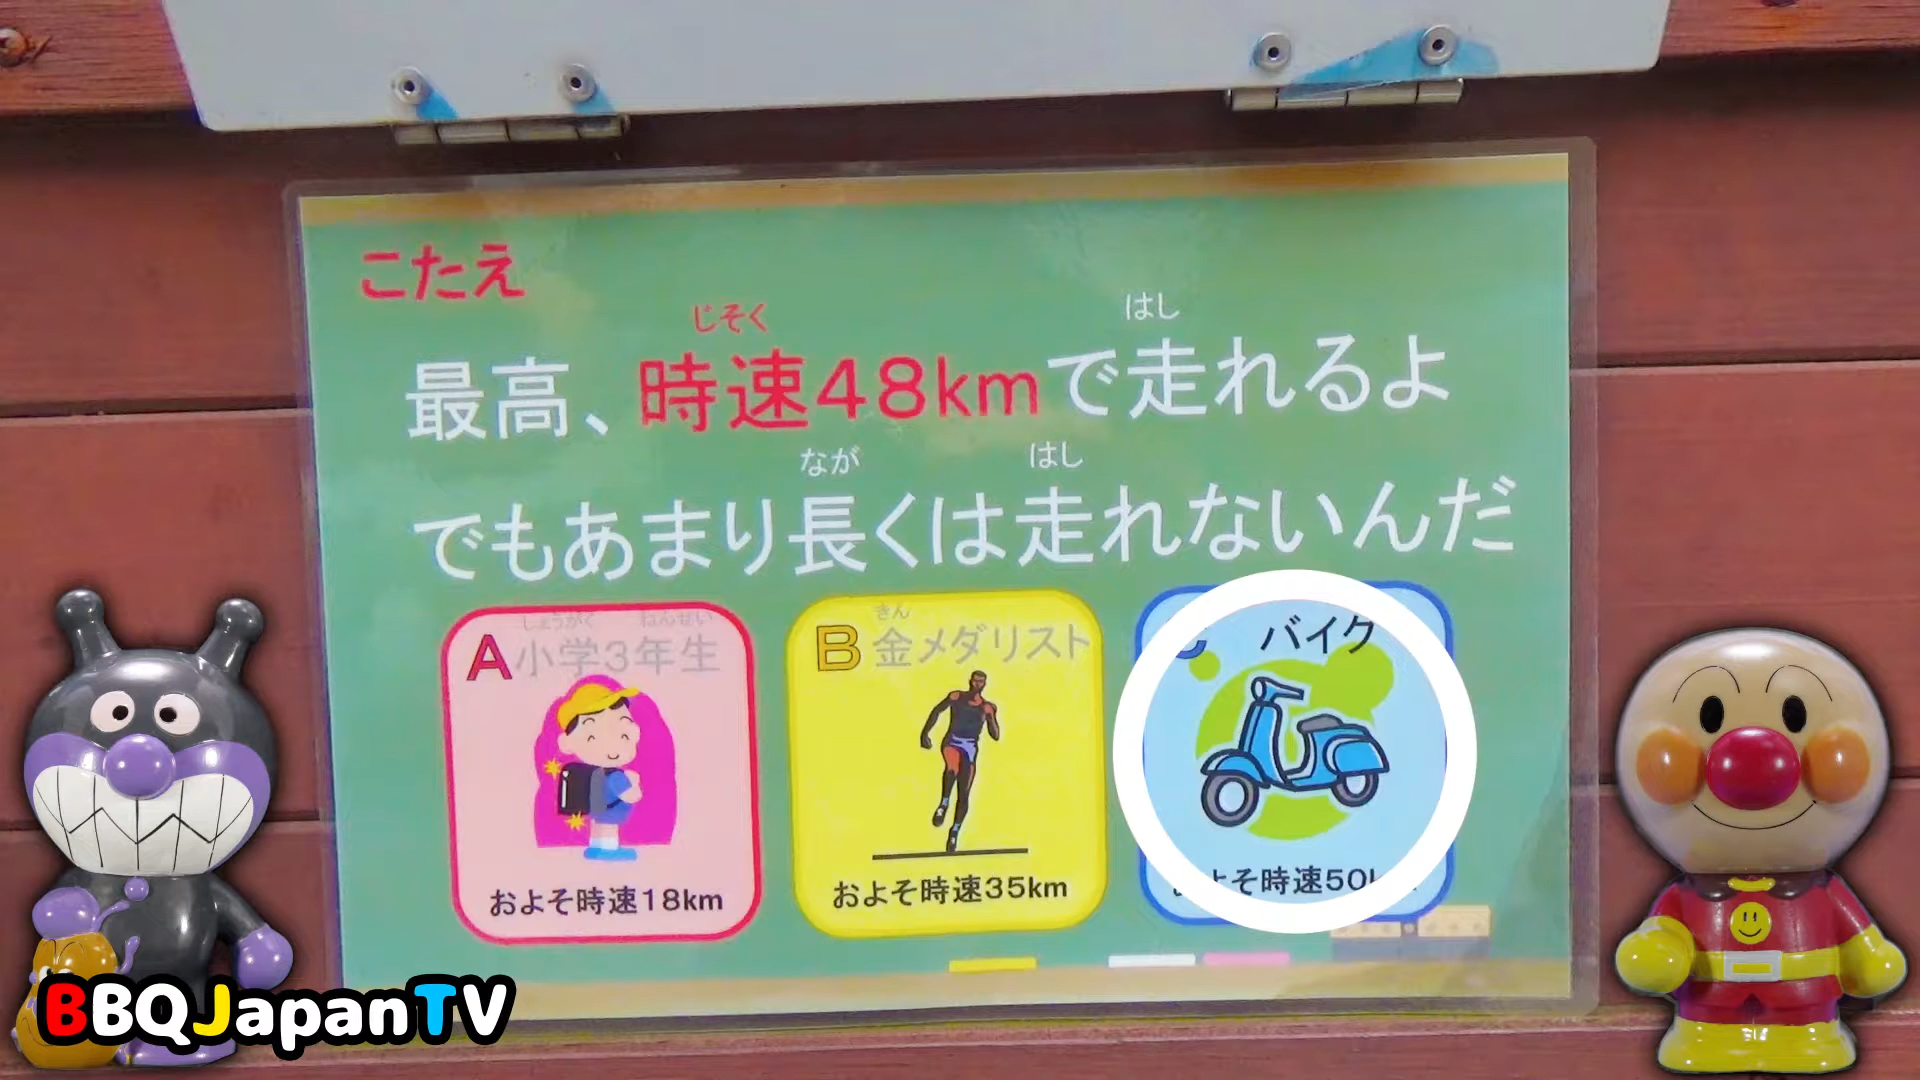 こたえ
じそく はし
最高、時速48kmで走れるよ
なが はし
でもあまり長くは走れないんだ
しょうがく ねんせい
A小学3年生
きん
B 金メダリスト
C バイク
およそ時速18km
およそ時速35km
およそ時速50k
BBQJapanTV